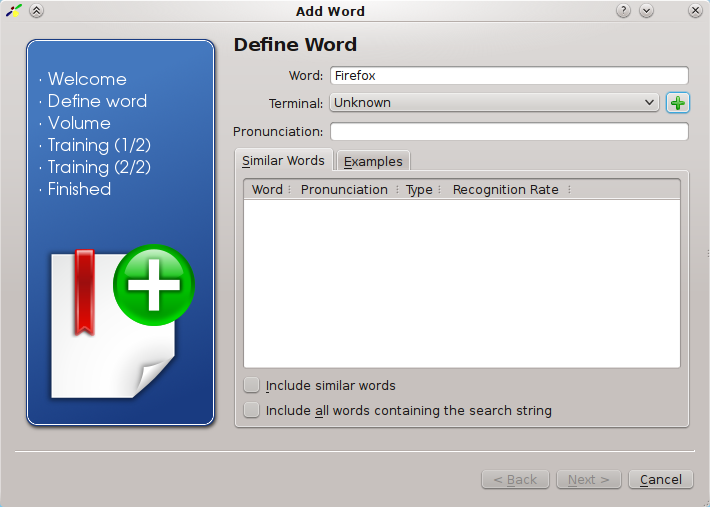 Add Word
· Welcome
· Define word
· Volume
· Training (1/2)
· Training (2/2)
· Finished
Define Word
Word: Firefox
Terminal: Unknown
Pronunciation:
Similar Words Examples
Word Pronunciation Type Recognition Rate
Include similar words
Include all words containing the search string
< Back Next > Cancel